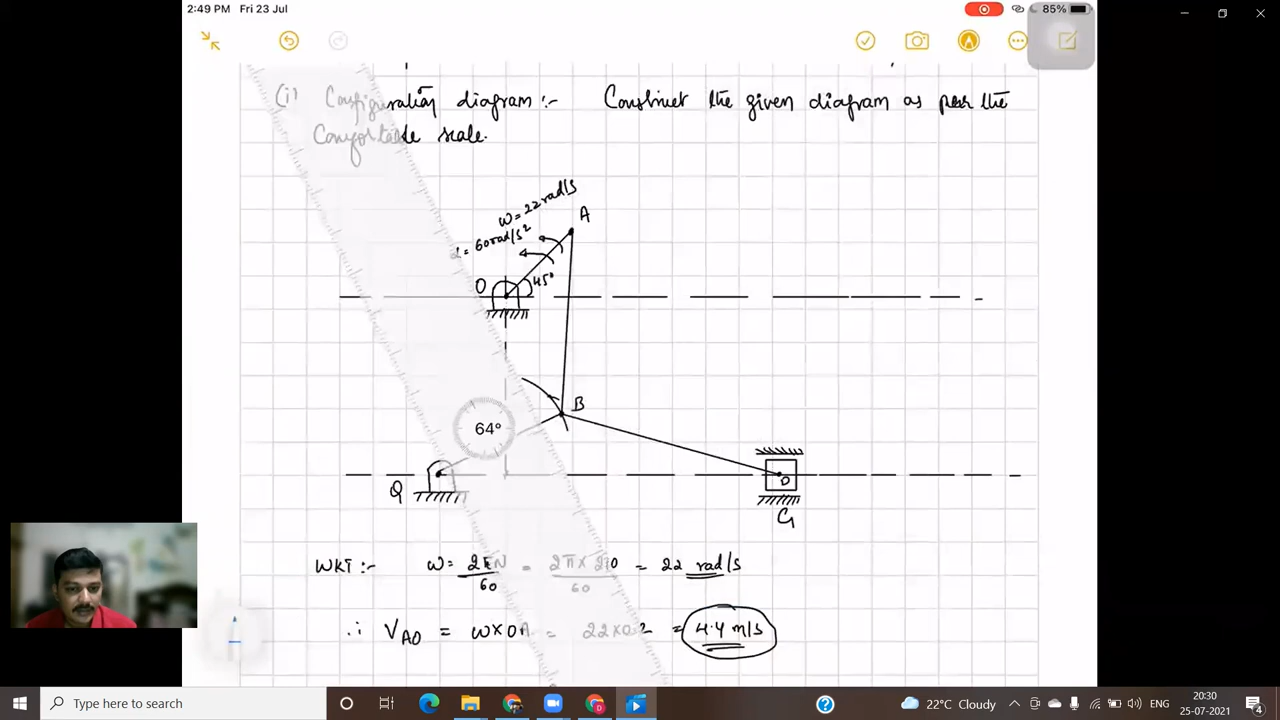 2:49 PM Fri 23 Jul
85%
(i) Configuration diagram :- Construct the given diagram as per the
Comfortable scale.
ω = 22 rad/s
A
α = 60 rad/s²
O
45°
B
64°
D
Q
G
WKT :- ω = 2πN/60 = 2π × 210/60 = 22 rad/s
∴ VAO = ω × OA = 22 × 0.2 = 4.4 m/s
Type here to search
22°C Cloudy
ENG
20:30
25-07-2021
4